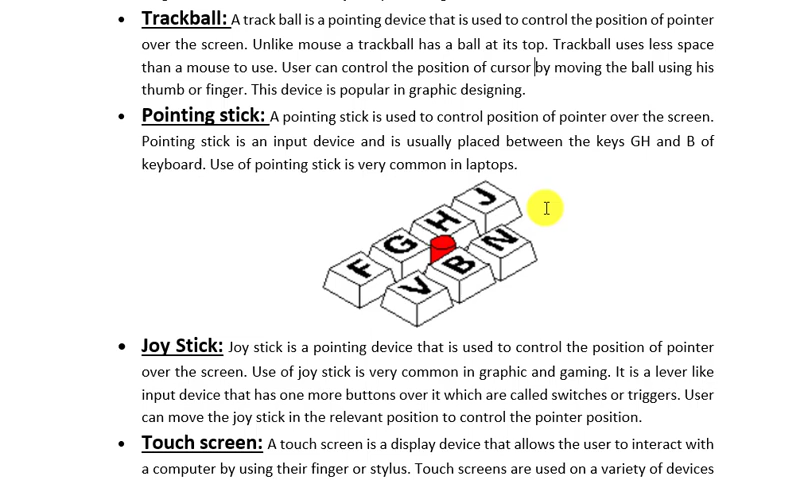 • Trackball: A track ball is a pointing device that is used to control the position of pointer
over the screen. Unlike mouse a trackball has a ball at its top. Trackball uses less space
than a mouse to use. User can control the position of cursor by moving the ball using his
thumb or finger. This device is popular in graphic designing.
• Pointing stick: A pointing stick is used to control position of pointer over the screen.
Pointing stick is an input device and is usually placed between the keys GH and B of
keyboard. Use of pointing stick is very common in laptops.
F G H J
V B N
• Joy Stick: Joy stick is a pointing device that is used to control the position of pointer
over the screen. Use of joy stick is very common in graphic and gaming. It is a lever like
input device that has one more buttons over it which are called switches or triggers. User
can move the joy stick in the relevant position to control the pointer position.
• Touch screen: A touch screen is a display device that allows the user to interact with
a computer by using their finger or stylus. Touch screens are used on a variety of devices